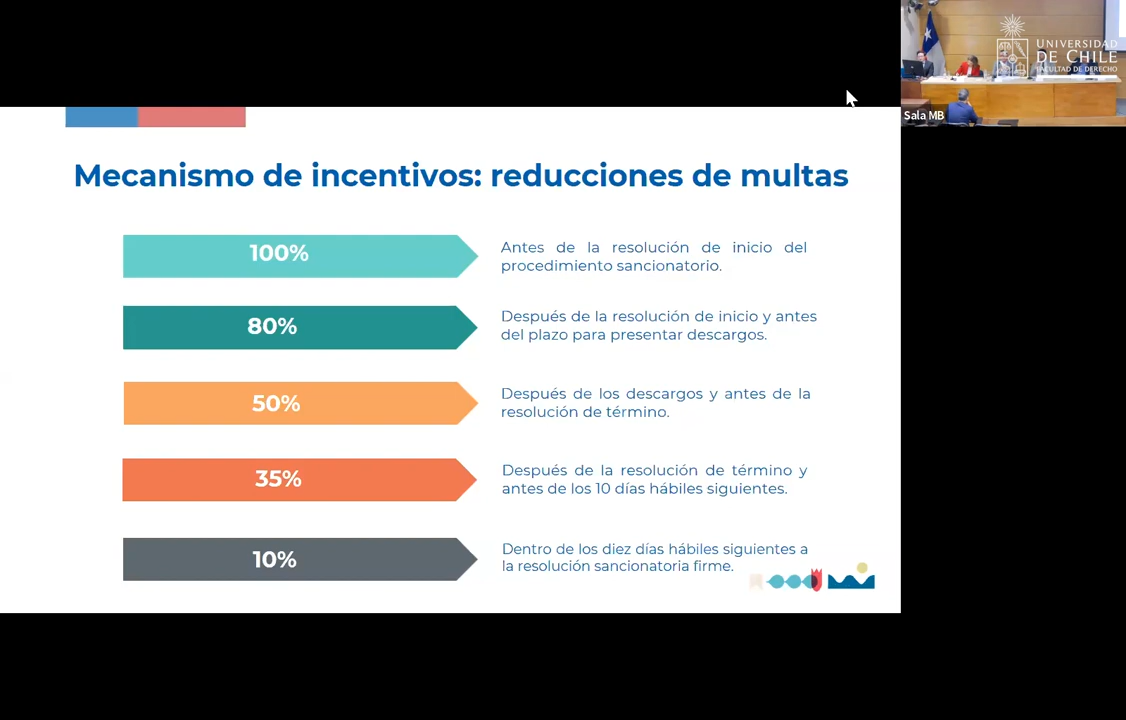 UNIVERSIDAD
DE CHILE
FACULTAD DE DERECHO
Sala MB
Mecanismo de incentivos: reducciones de multas
100%
Antes de la resolución de inicio del
procedimiento sancionatorio.
80%
Después de la resolución de inicio y antes
del plazo para presentar descargos.
50%
Después de los descargos y antes de la
resolución de término.
35%
Después de la resolución de término y
antes de los 10 días hábiles siguientes.
10%
Dentro de los diez días hábiles siguientes a
la resolución sancionatoria firme.